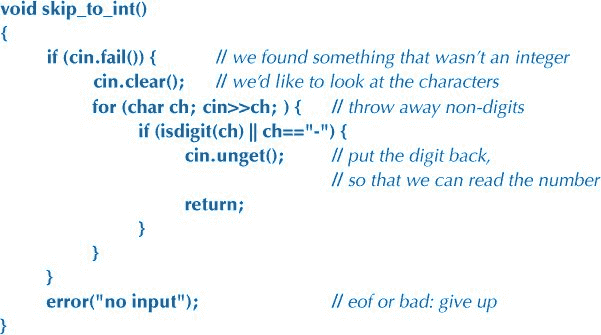 void skip_to_int()
{
if (cin.fail()) { // we found something that wasn’t an integer
cin.clear(); // we’d like to look at the characters
for (char ch; cin>>ch; ) { // throw away non-digits
if (isdigit(ch) || ch=="-") {
cin.unget(); // put the digit back,
// so that we can read the number
return;
}
}
}
error("no input"); // eof or bad: give up
}